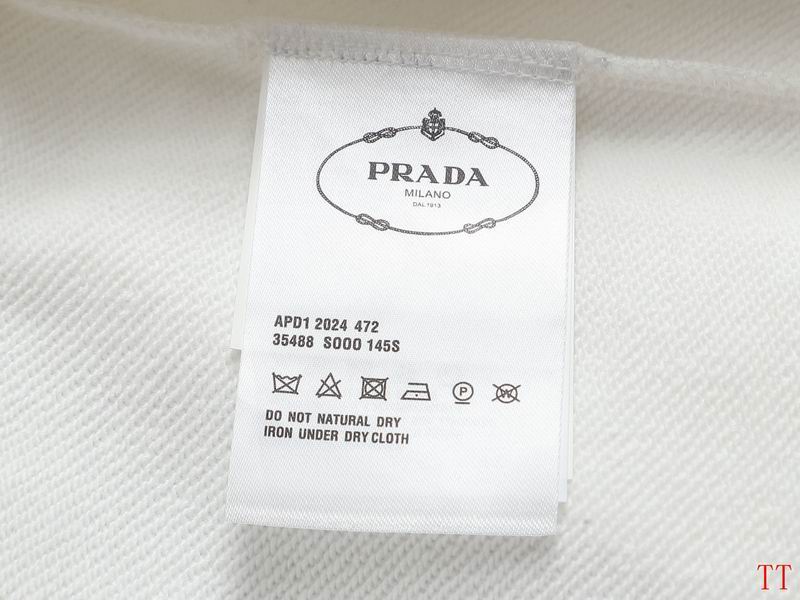 PRADA
MILANO
DAL 1913
APD1 2024 472
35488 SOOO 145S
P W
DO NOT NATURAL DRY
IRON UNDER DRY CLOTH
TT